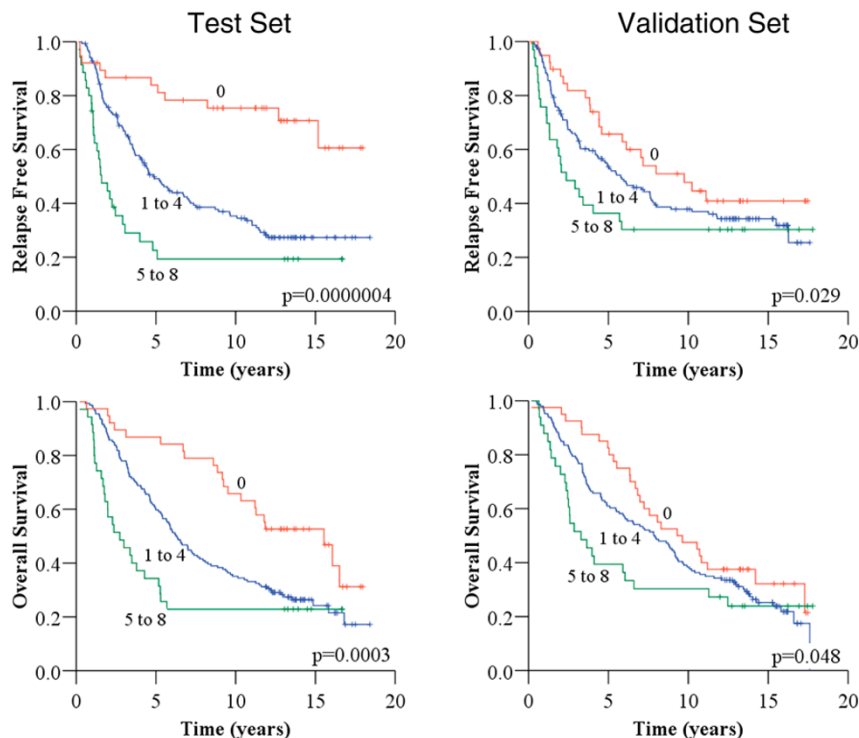 Test Set
Validation Set
Relapse Free Survival
1.0
0.8
0.6
0.4
0.2
0.0
0
1 to 4
5 to 8
p=0.0000004
0 5 10 15 20
Time (years)
Relapse Free Survival
1.0
0.8
0.6
0.4
0.2
0.0
0
1 to 4
5 to 8
p=0.029
0 5 10 15 20
Time (years)
Overall Survival
1.0
0.8
0.6
0.4
0.2
0.0
0
1 to 4
5 to 8
p=0.0003
0 5 10 15 20
Time (years)
Overall Survival
1.0
0.8
0.6
0.4
0.2
0.0
0
1 to 4
5 to 8
p=0.048
0 5 10 15 20
Time (years)